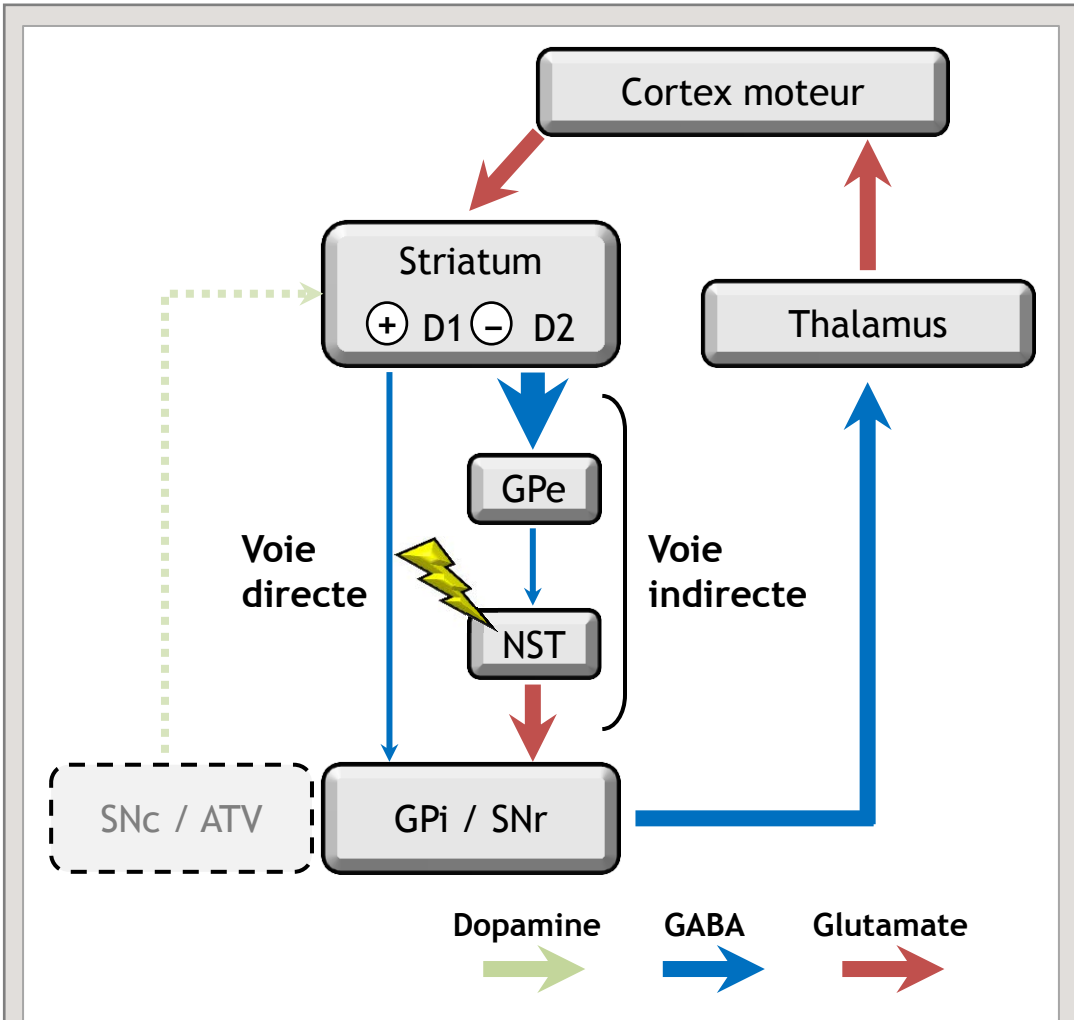 Cortex moteur
Striatum
+ D1 − D2
Thalamus
GPe
Voie
directe
Voie
indirecte
NST
SNc / ATV
GPi / SNr
Dopamine GABA Glutamate